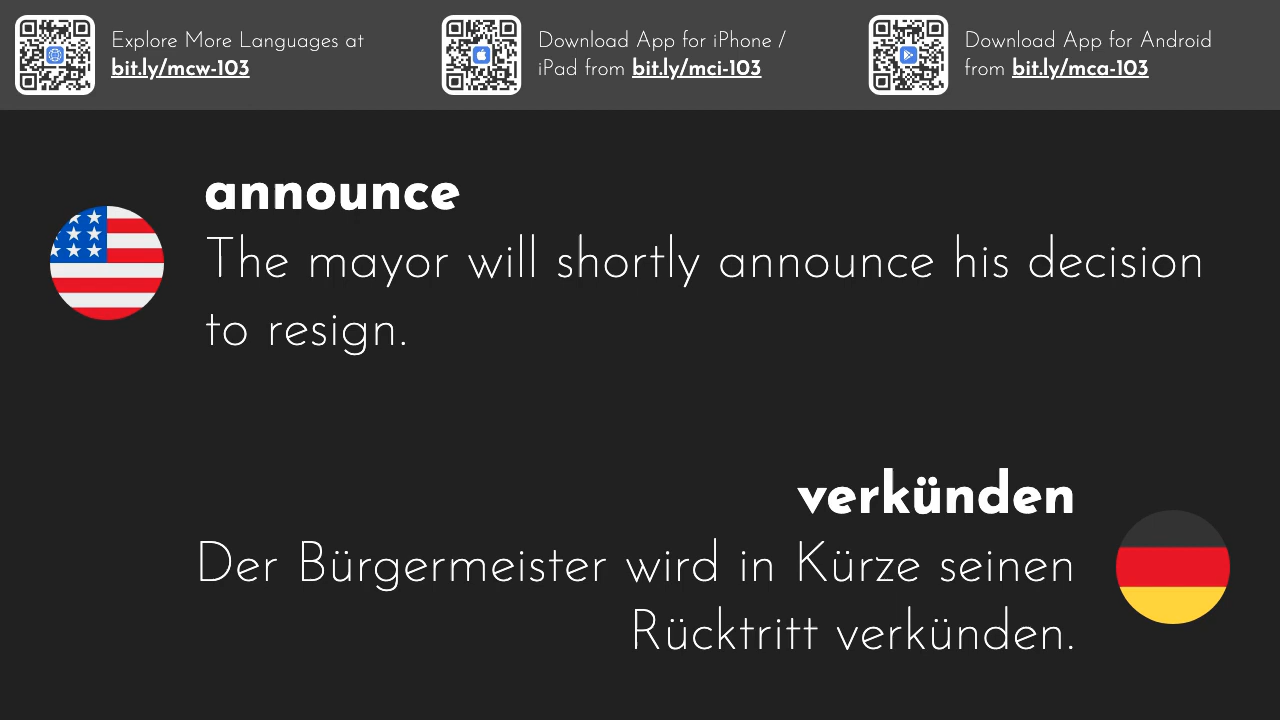 Explore More Languages at
bit.ly/mcw-103
Download App for iPhone /
iPad from bit.ly/mci-103
Download App for Android
from bit.ly/mca-103
announce
The mayor will shortly announce his decision
to resign.
verkünden
Der Bürgermeister wird in Kürze seinen
Rücktritt verkünden.